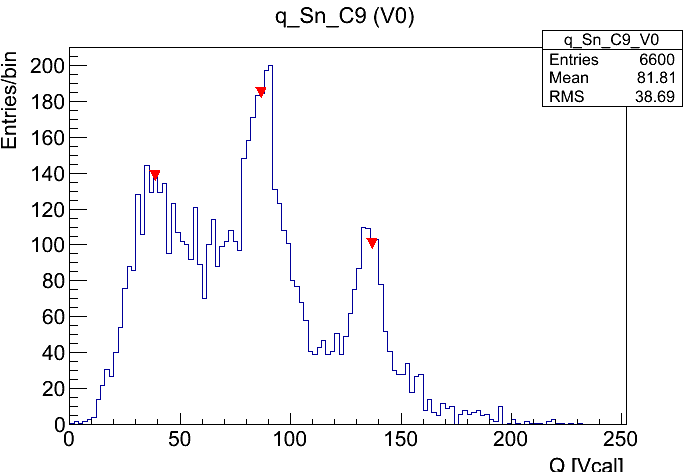 q_Sn_C9 (V0)
q_Sn_C9_V0
Entries 6600
Mean 81.81
RMS 38.69
Entries/bin
200
180
160
140
120
100
80
60
40
20
0
0 50 100 150 200 250
Q [Vcal]